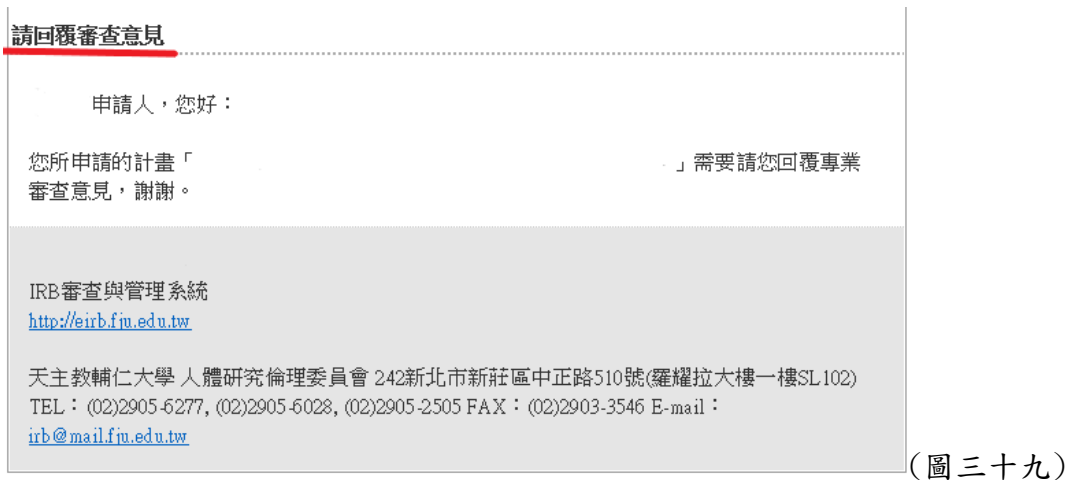 請回覆審查意見
申請人，您好：
您所申請的計畫「 」需要請您回覆專業
審查意見，謝謝。
IRB審查與管理系統
http://eirb.fju.edu.tw
天主教輔仁大學 人體研究倫理委員會 242新北市新莊區中正路510號(羅耀拉大樓一樓SL102)
TEL：(02)2905-6277, (02)2905-6028, (02)2905-2505 FAX：(02)2903-3546 E-mail：
irb@mail.fju.edu.tw
(圖三十九)